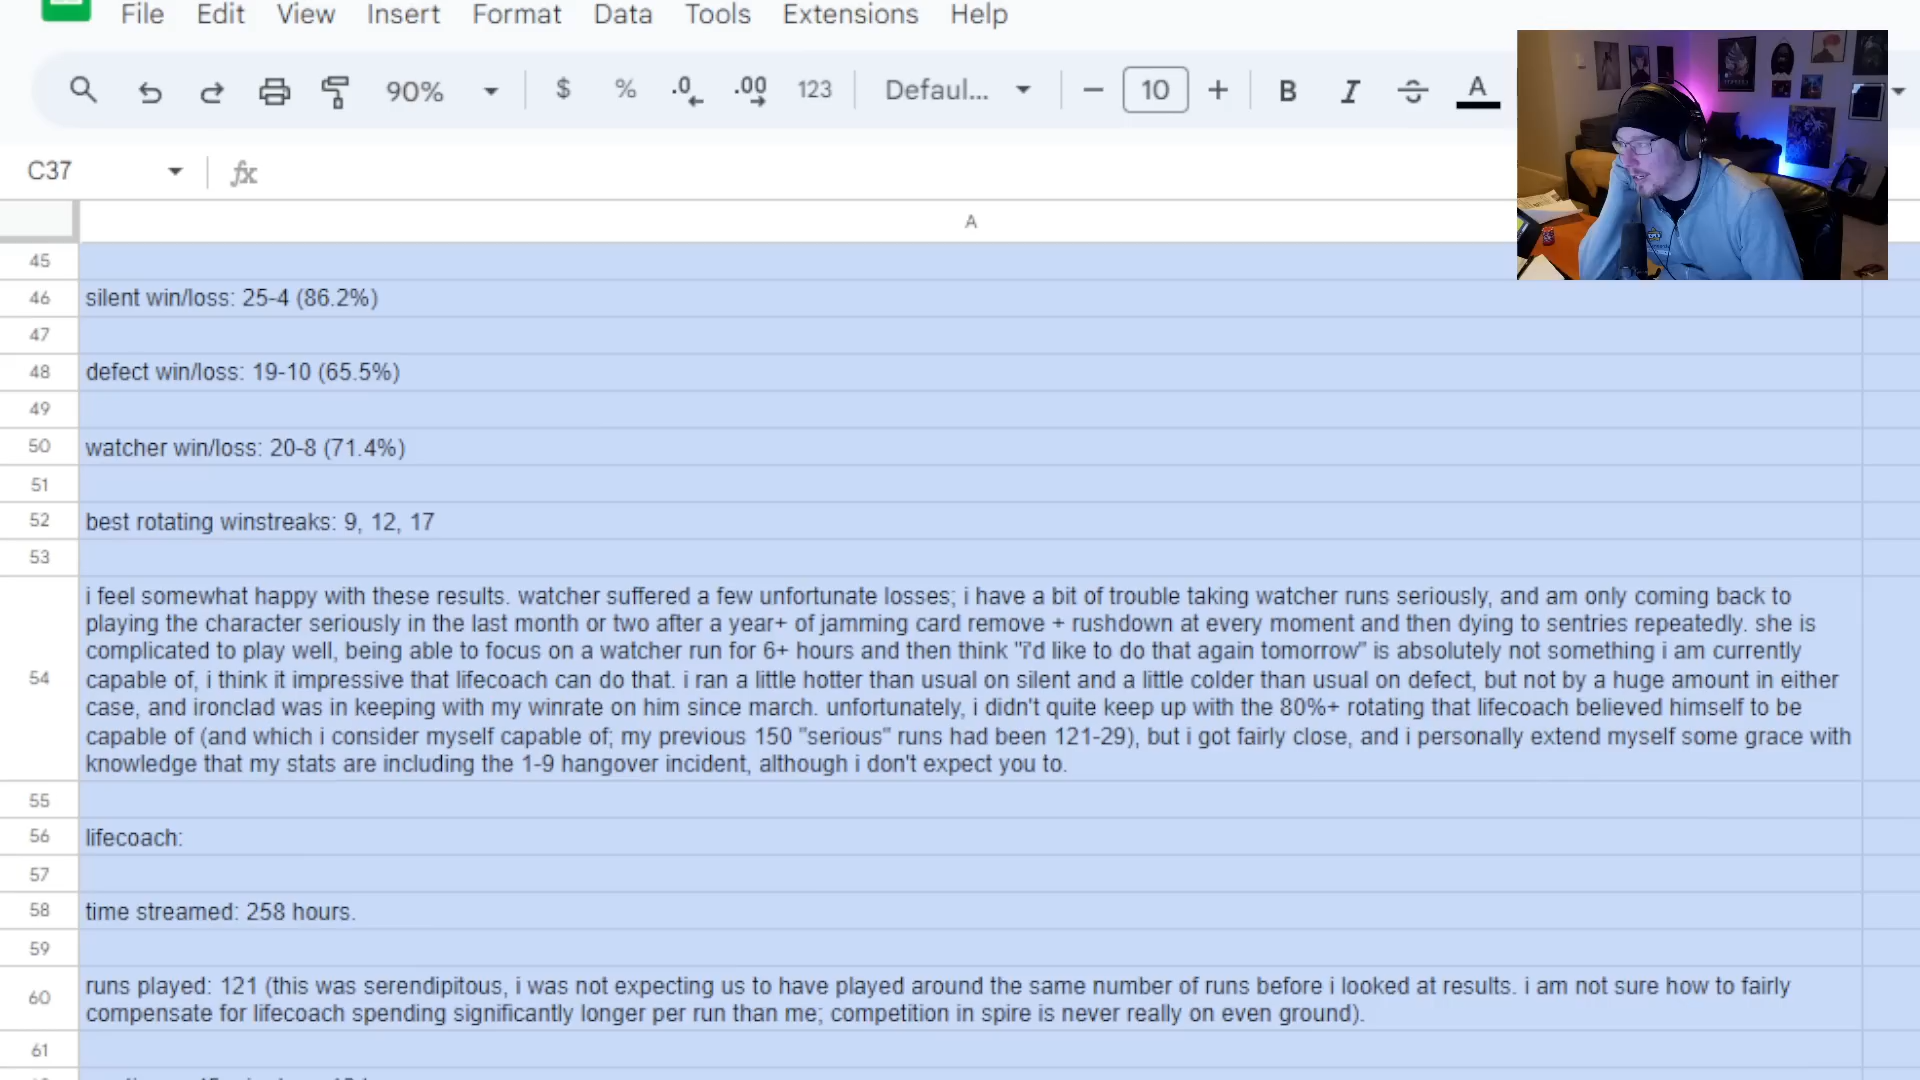 File Edit View Insert Format Data Tools Extensions Help
90% $ % .0 .00 123 Defaul... 10 B I A
C37 fx
A
45
46 silent win/loss: 25-4 (86.2%)
47
48 defect win/loss: 19-10 (65.5%)
49
50 watcher win/loss: 20-8 (71.4%)
51
52 best rotating winstreaks: 9, 12, 17
53
i feel somewhat happy with these results. watcher suffered a few unfortunate losses; i have a bit of trouble taking watcher runs seriously, and am only coming back to
playing the character seriously in the last month or two after a year+ of jamming card remove + rushdown at every moment and then dying to sentries repeatedly. she is
complicated to play well, being able to focus on a watcher run for 6+ hours and then think "i'd like to do that again tomorrow" is absolutely not something i am currently
54 capable of, i think it impressive that lifecoach can do that. i ran a little hotter than usual on silent and a little colder than usual on defect, but not by a huge amount in either
case, and ironclad was in keeping with my winrate on him since march. unfortunately, i didn't quite keep up with the 80%+ rotating that lifecoach believed himself to be
capable of (and which i consider myself capable of; my previous 150 "serious" runs had been 121-29), but i got fairly close, and i personally extend myself some grace with
knowledge that my stats are including the 1-9 hangover incident, although i don't expect you to.
55
56 lifecoach:
57
58 time streamed: 258 hours.
59
60 runs played: 121 (this was serendipitous, i was not expecting us to have played around the same number of runs before i looked at results. i am not sure how to fairly
compensate for lifecoach spending significantly longer per run than me; competition in spire is never really on even ground).
61